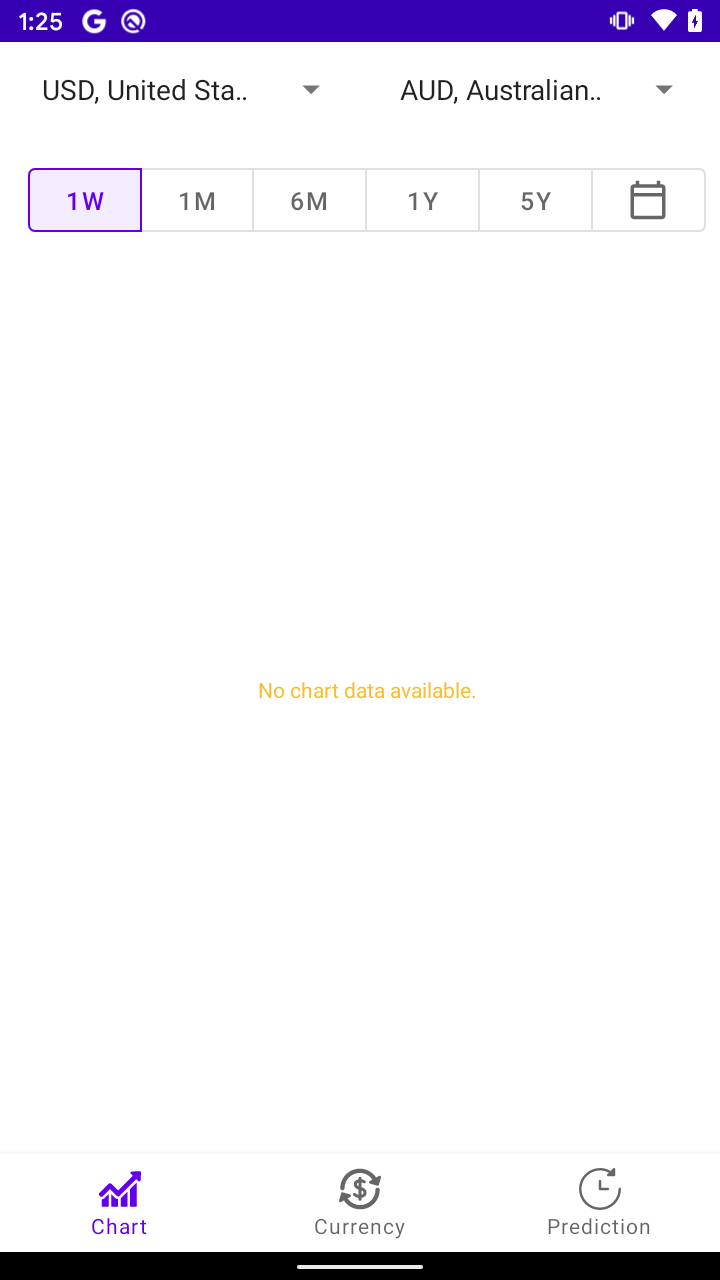 1:25
USD, United Sta.. AUD, Australian..
1W 1M 6M 1Y 5Y
No chart data available.
Chart Currency Prediction